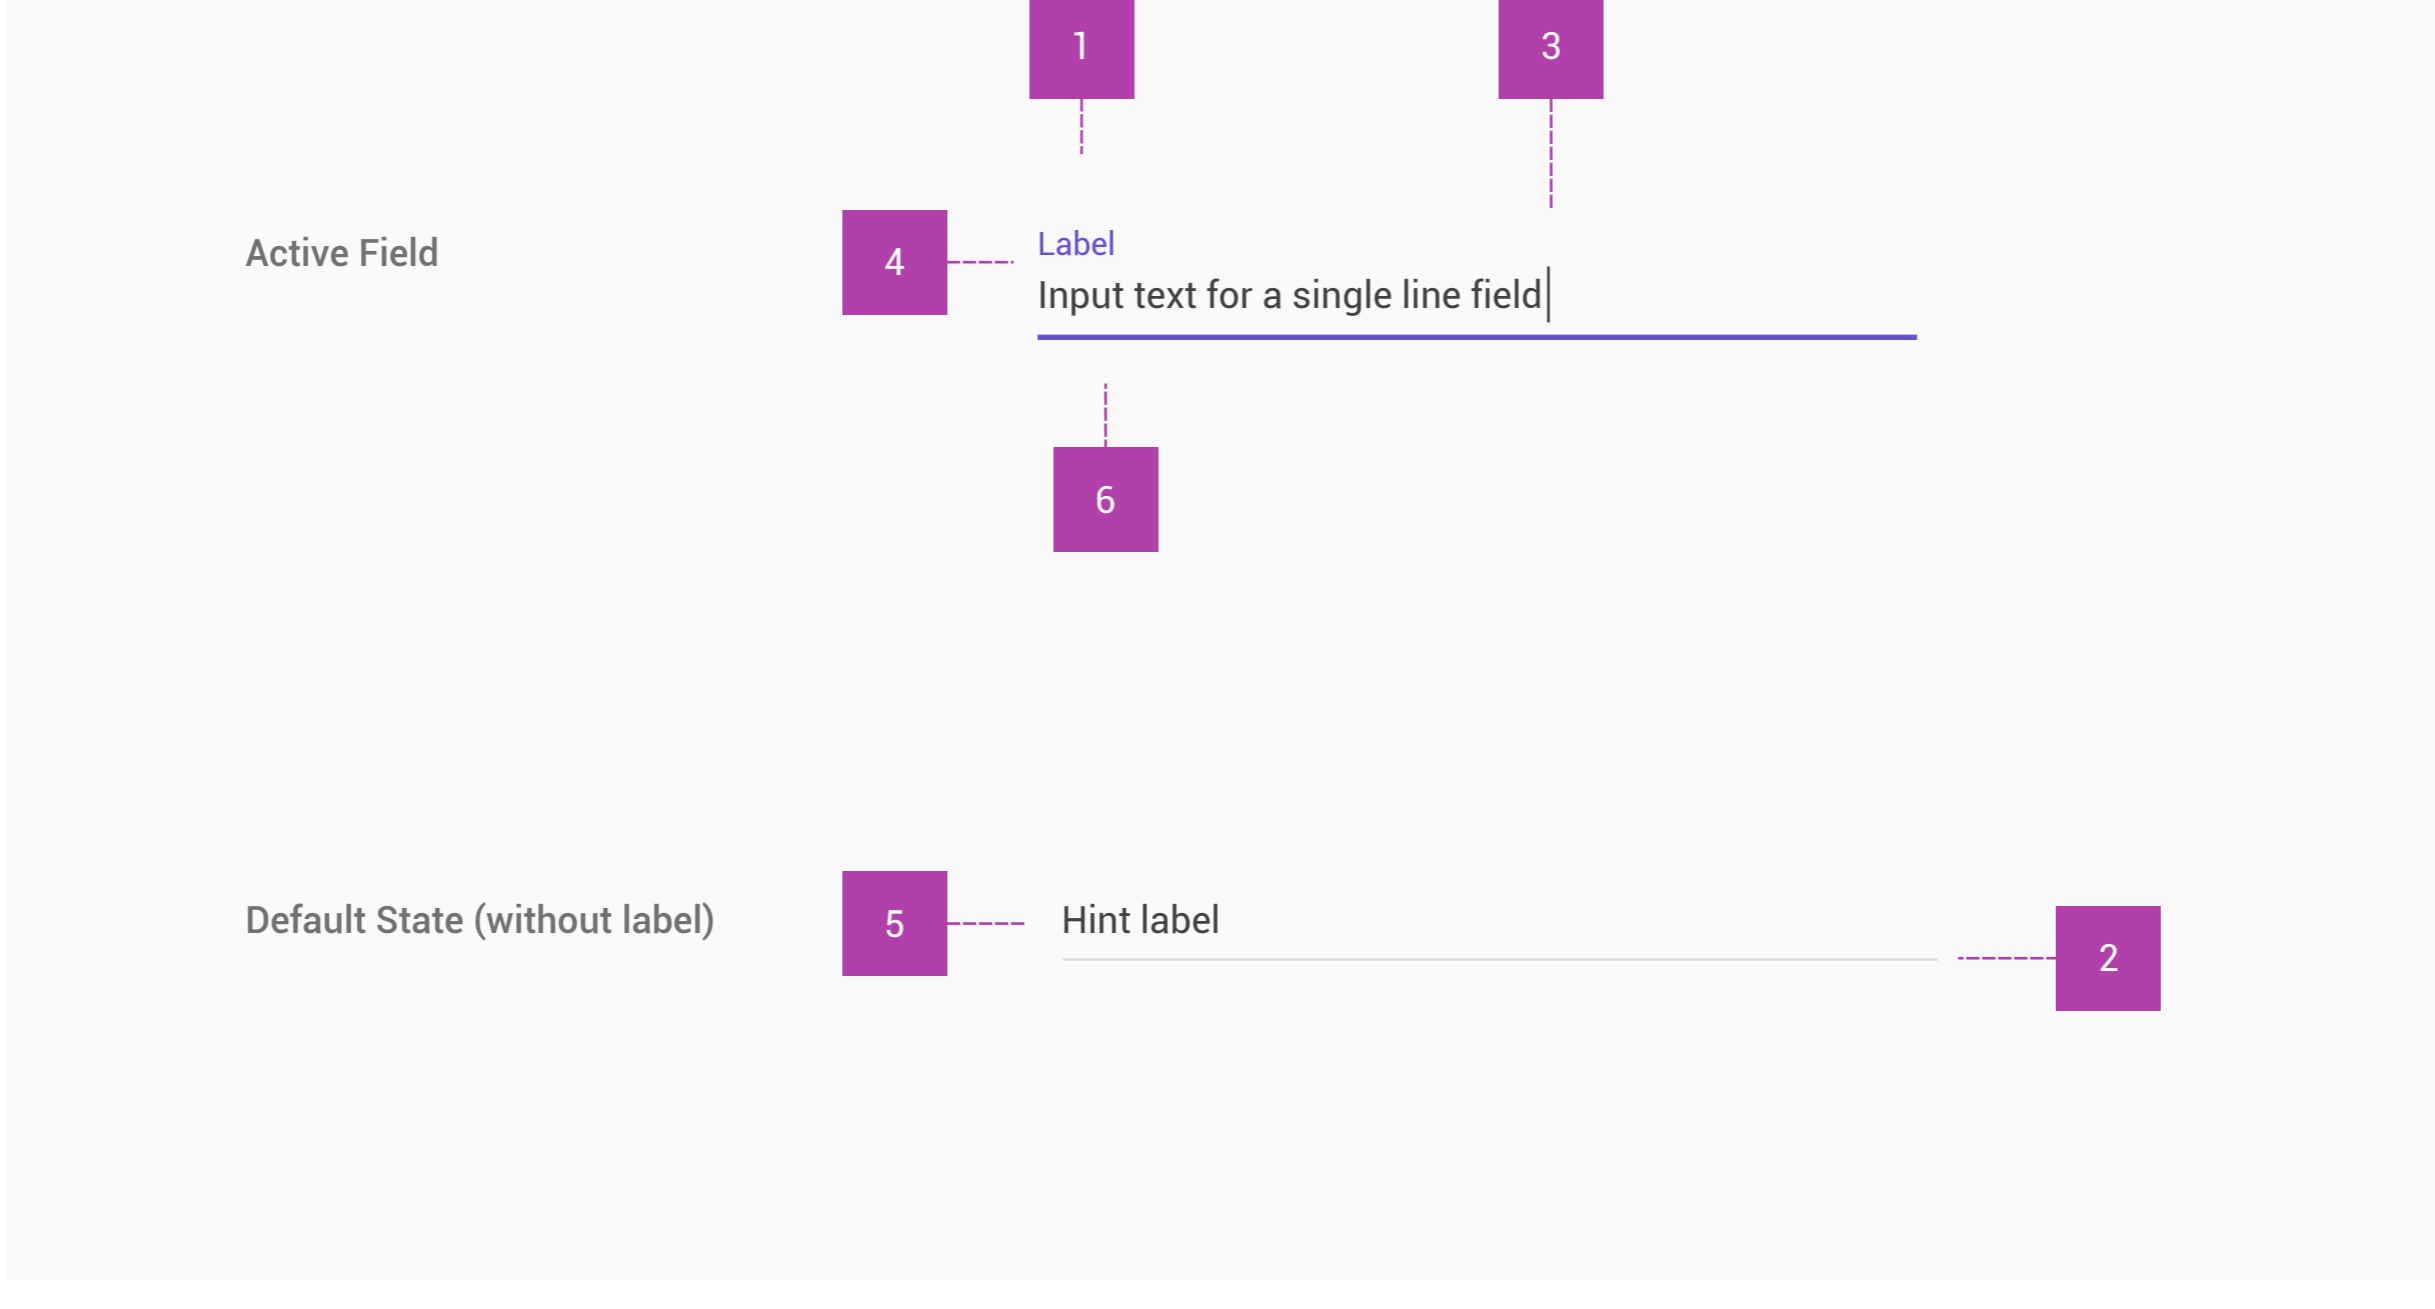 1
3
Active Field
4
Label
Input text for a single line field
6
Default State (without label)
5
Hint label
2